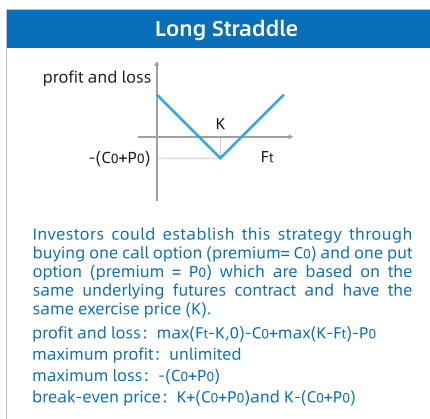 Long Straddle
profit and loss
K
-(C0+P0)
Ft
Investors could establish this strategy through
buying one call option (premium= C0) and one put
option (premium = P0) which are based on the
same underlying futures contract and have the
same exercise price (K).
profit and loss：max(Ft-K,0)-C0+max(K-Ft)-P0
maximum profit：unlimited
maximum loss：-(C0+P0)
break-even price：K+(C0+P0)and K-(C0+P0)